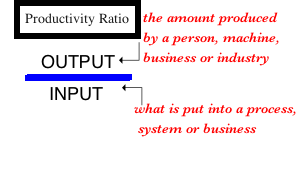 Productivity Ratio
the amount produced
by a person, machine,
business or industry
OUTPUT
INPUT
what is put into a process,
system or business